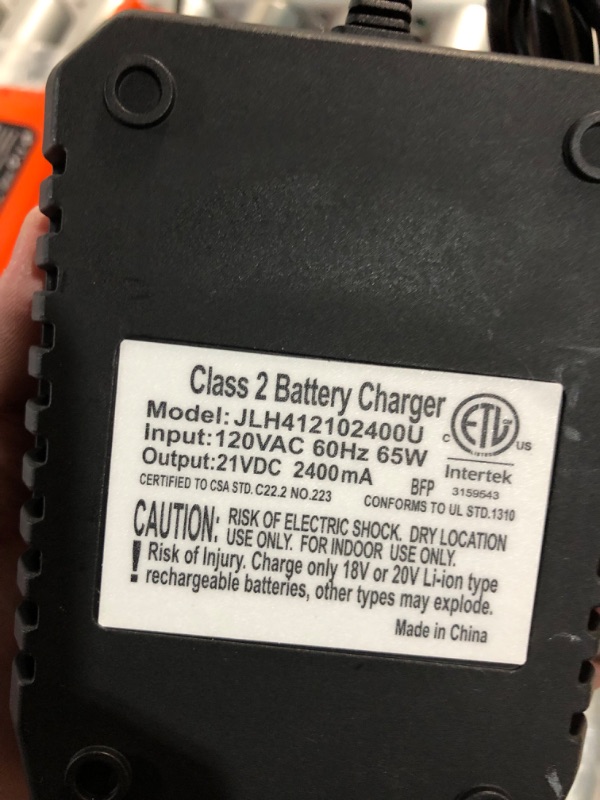 Class 2 Battery Charger
Model: JLH412102400U
Input:120VAC 60Hz 65W
Output:21VDC 2400mA BFP
CERTIFIED TO CSA STD. C22.2 NO.223
CONFORMS TO UL STD.1310
ETL
LISTED
C US
Intertek
3159543
CAUTION: RISK OF ELECTRIC SHOCK. DRY LOCATION
USE ONLY. FOR INDOOR USE ONLY.
! Risk of Injury. Charge only 18V or 20V Li-ion type
rechargeable batteries, other types may explode.
Made in China